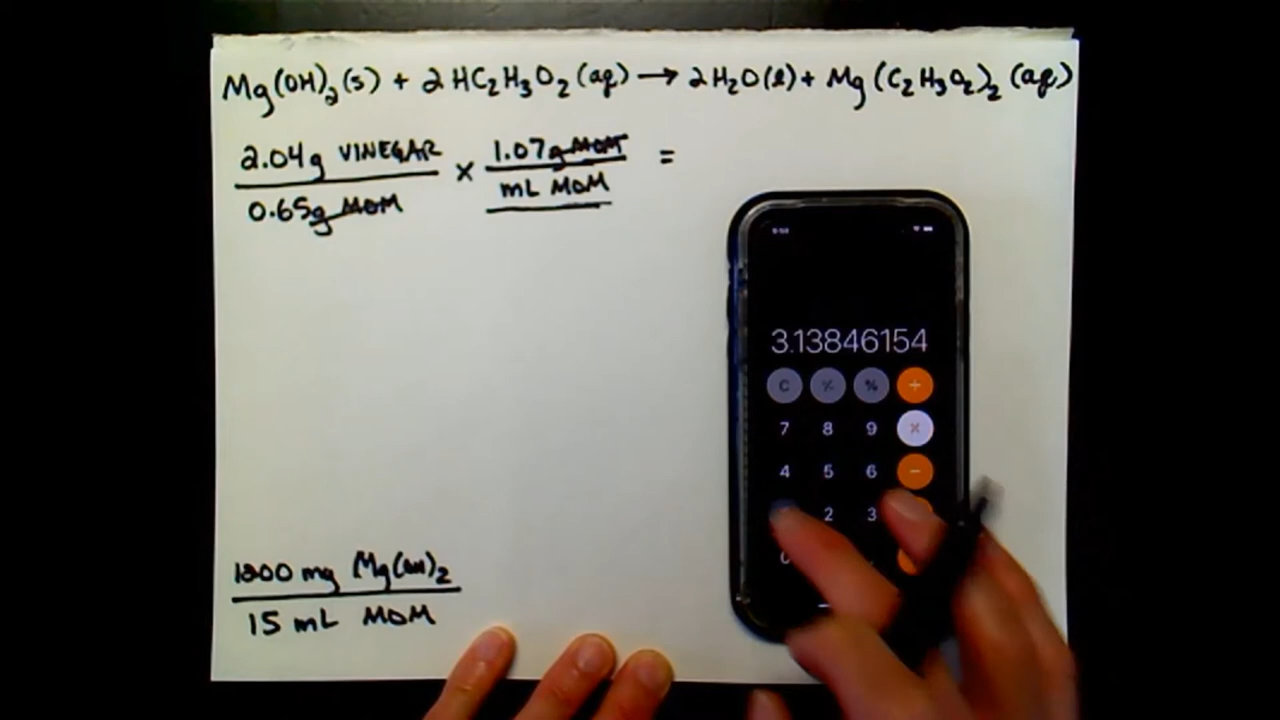 Mg(OH)₂(s) + 2HC₂H₃O₂(aq) → 2H₂O(l) + Mg(C₂H₃O₂)₂(aq)
2.04g VINEGAR × 1.07g MOM =
0.65g MOM mL MOM
3.13846154
C % +
7 8 9 ×
4 5 6 −
2 3
0
1200 mg Mg(OH)₂
15 mL MOM